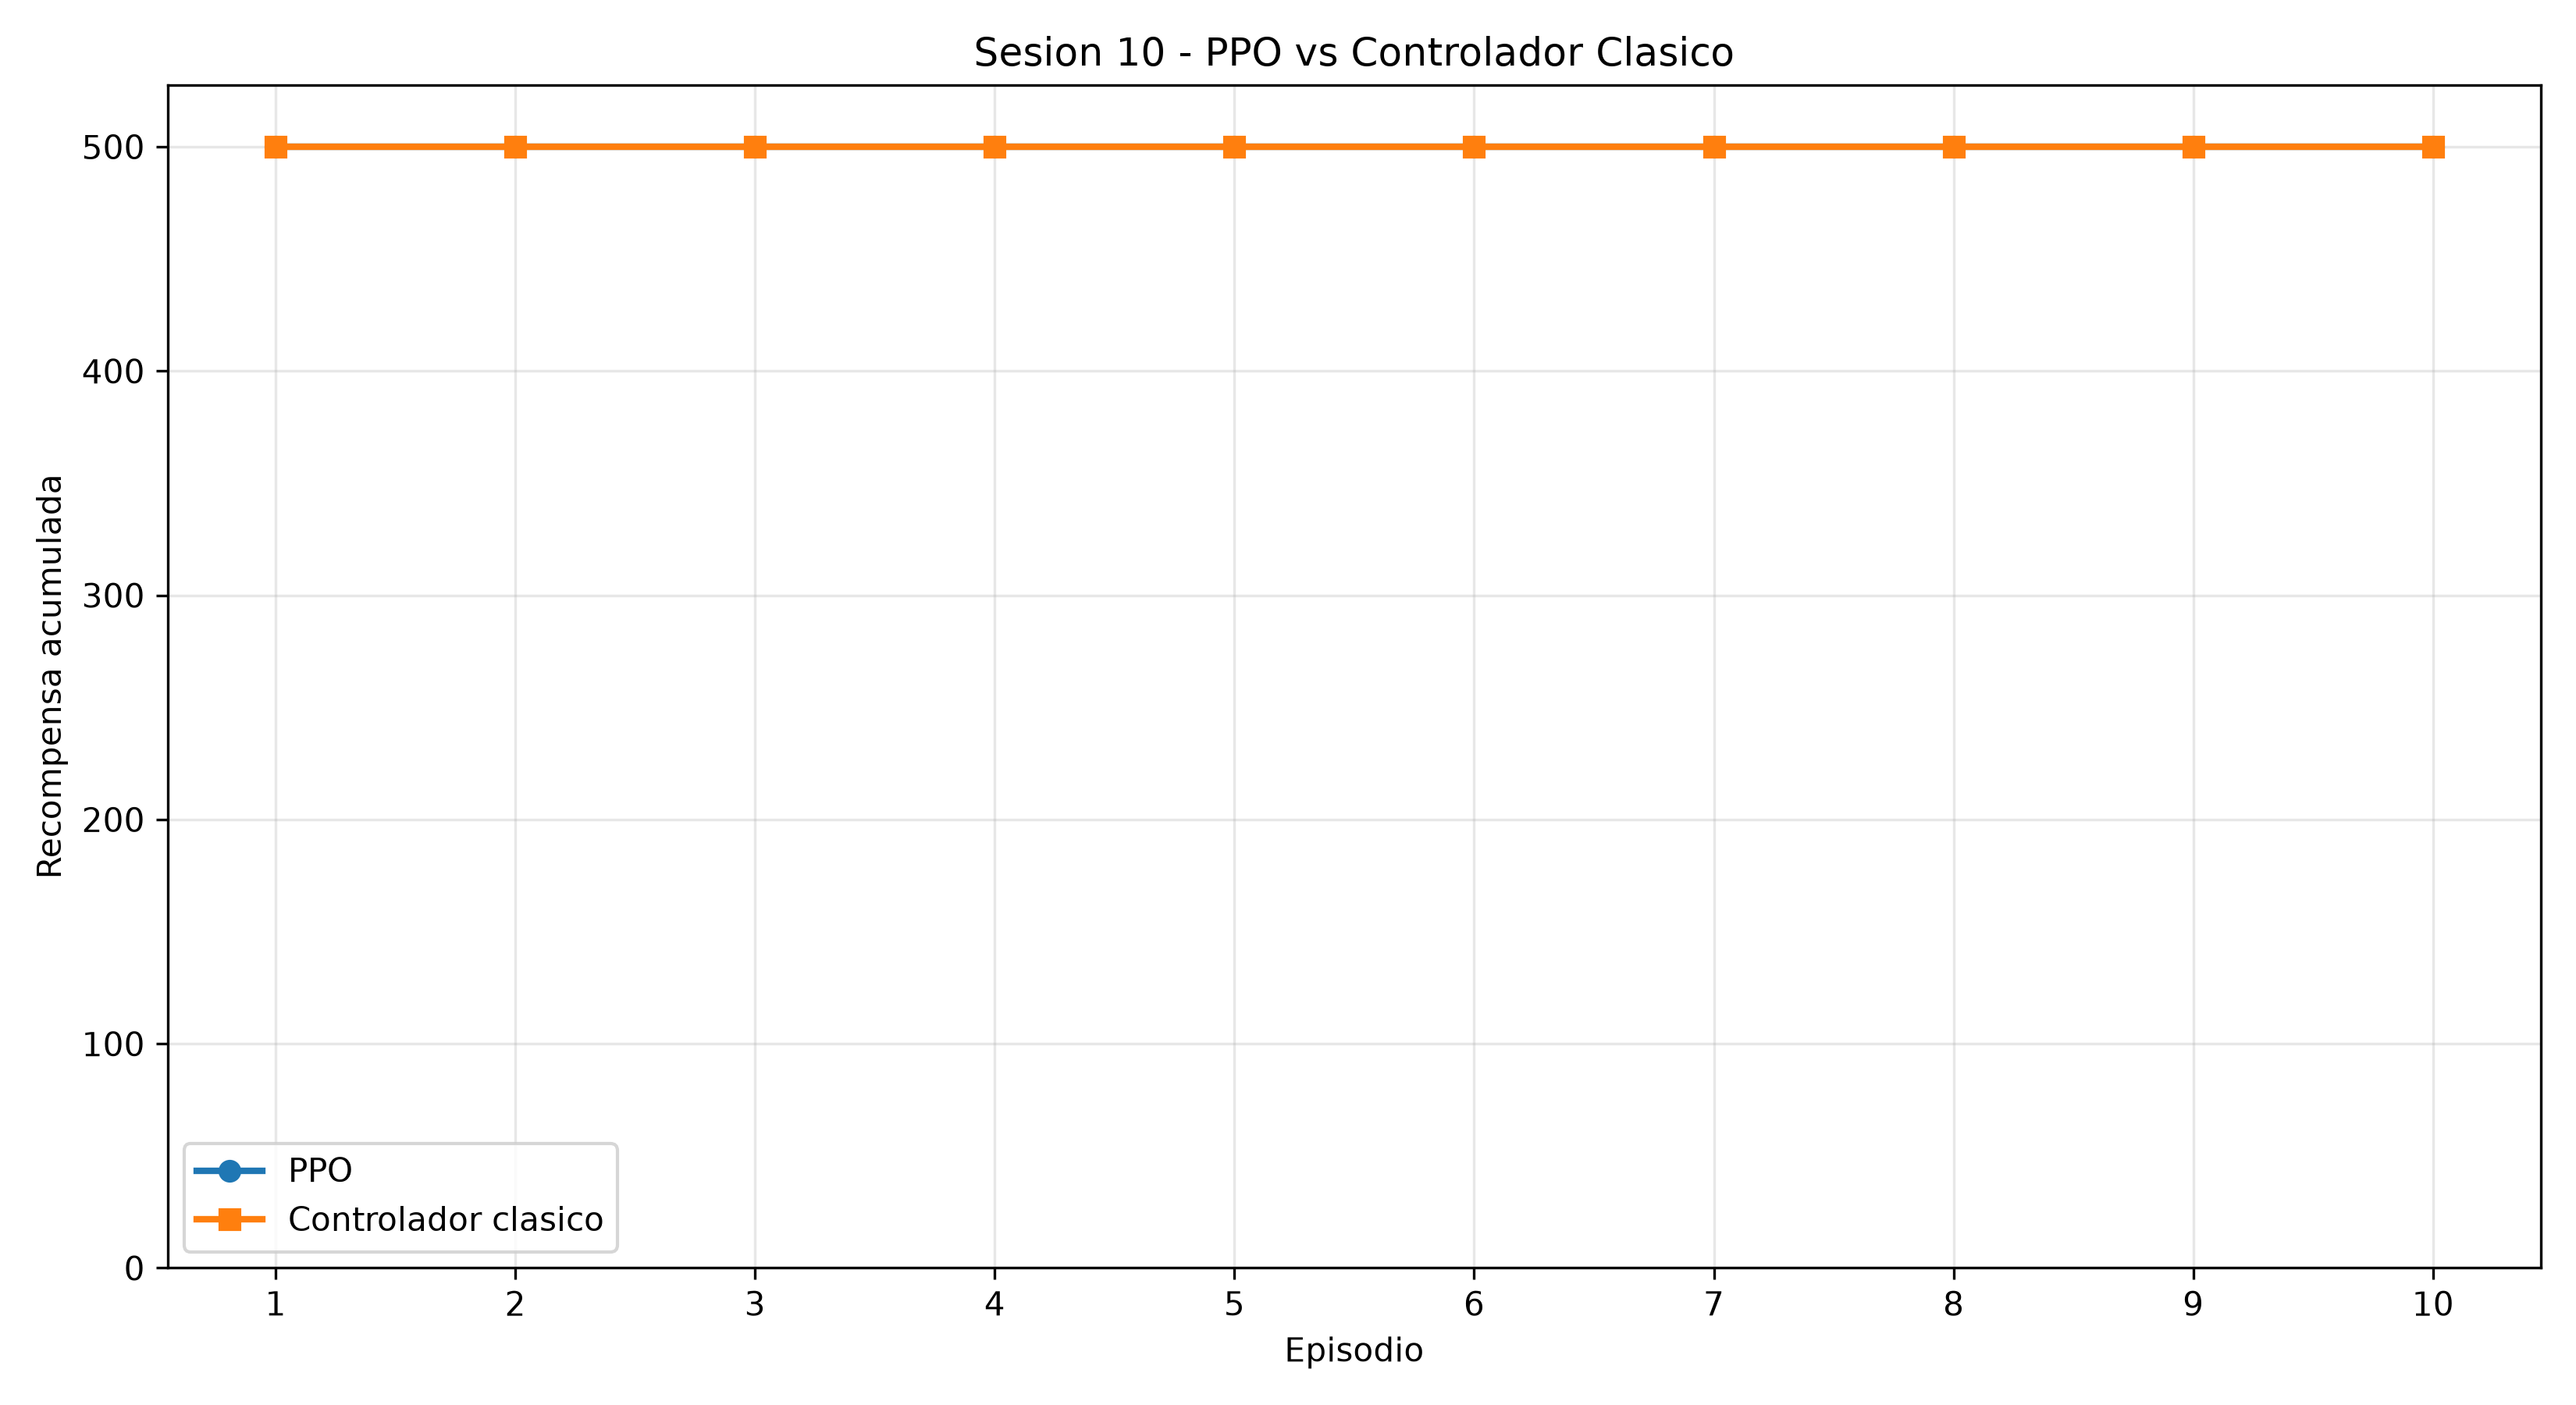 Sesion 10 - PPO vs Controlador Clasico
Recompensa acumulada
500
400
300
200
100
0
PPO
Controlador clasico
1 2 3 4 5 6 7 8 9 10
Episodio